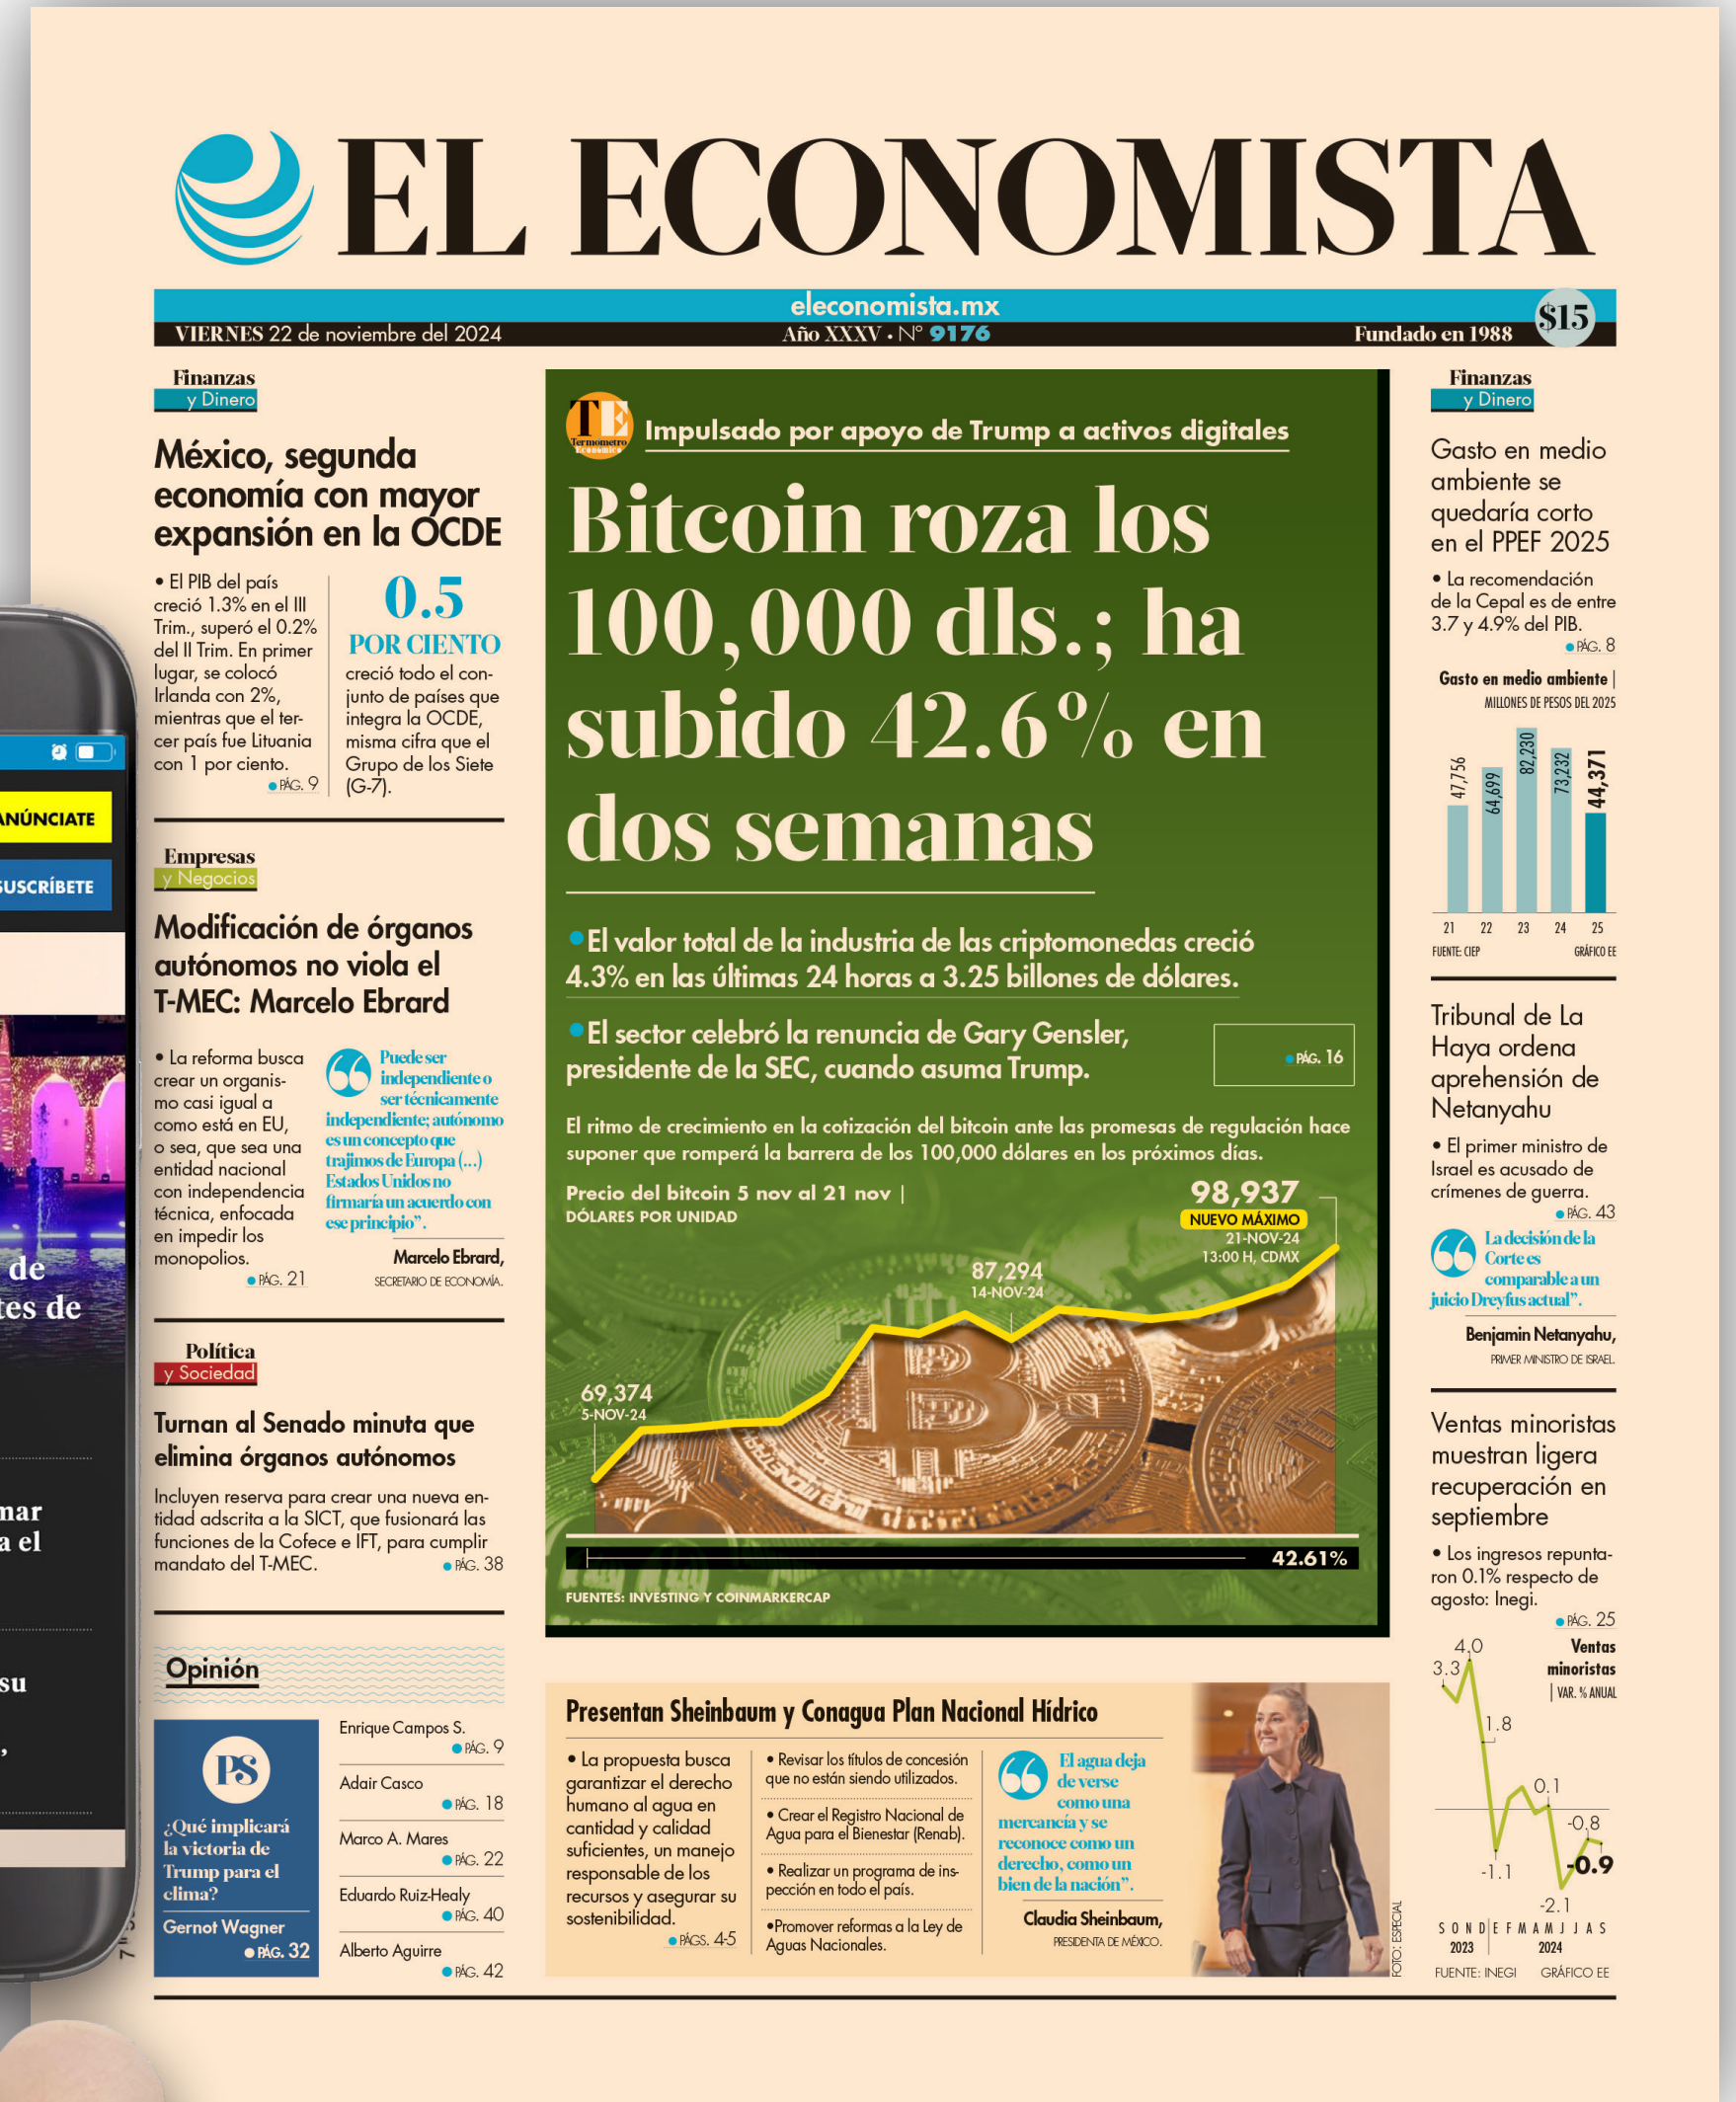 EL ECONOMISTA
eleconomista.mx
VIERNES 22 de noviembre del 2024
Año XXXV • N° 9176
Fundado en 1988
$15
Finanzas
y Dinero
México, segunda
economía con mayor
expansión en la OCDE
• El PIB del país
creció 1.3% en el III
Trim., superó el 0.2%
del II Trim. En primer
lugar, se colocó
Irlanda con 2%,
mientras que el ter-
cer país fue Lituania
con 1 por ciento.
• PÁG. 9
0.5
POR CIENTO
creció todo el con-
junto de países que
integra la OCDE,
misma cifra que el
Grupo de los Siete
(G-7).
Empresas
y Negocios
Modificación de órganos
autónomos no viola el
T-MEC: Marcelo Ebrard
• La reforma busca
crear un organis-
mo casi igual a
como está en EU,
o sea, que sea una
entidad nacional
con independencia
técnica, enfocada
en impedir los
monopolios.
• PÁG. 21
“Puede ser
independiente o
ser técnicamente
independiente; autónomo
es un concepto que
trajimos de Europa (...)
Estados Unidos no
firmaría un acuerdo con
ese principio”.
Marcelo Ebrard,
SECRETARIO DE ECONOMÍA.
Política
y Sociedad
Turnan al Senado minuta que
elimina órganos autónomos
Incluyen reserva para crear una nueva en-
tidad adscrita a la SICT, que fusionará las
funciones de la Cofece e IFT, para cumplir
mandato del T-MEC.
• PÁG. 38
Opinión
PS
¿Qué implicará
la victoria de
Trump para el
clima?
Gernot Wagner
• PÁG. 32
Enrique Campos S.
• PÁG. 9
Adair Casco
• PÁG. 18
Marco A. Mares
• PÁG. 22
Eduardo Ruiz-Healy
• PÁG. 40
Alberto Aguirre
• PÁG. 42
TE
Termómetro
Económico
Impulsado por apoyo de Trump a activos digitales
Bitcoin roza los
100,000 dls.; ha
subido 42.6% en
dos semanas
• El valor total de la industria de las criptomonedas creció
4.3% en las últimas 24 horas a 3.25 billones de dólares.
• El sector celebró la renuncia de Gary Gensler,
presidente de la SEC, cuando asuma Trump.
• PÁG. 16
El ritmo de crecimiento en la cotización del bitcoin ante las promesas de regulación hace
suponer que romperá la barrera de los 100,000 dólares en los próximos días.
Precio del bitcoin 5 nov al 21 nov |
DÓLARES POR UNIDAD
98,937
NUEVO MÁXIMO
21-NOV-24
13:00 H, CDMX
87,294
14-NOV-24
69,374
5-NOV-24
42.61%
FUENTES: INVESTING Y COINMARKERCAP
Presentan Sheinbaum y Conagua Plan Nacional Hídrico
• La propuesta busca
garantizar el derecho
humano al agua en
cantidad y calidad
suficientes, un manejo
responsable de los
recursos y asegurar su
sostenibilidad.
• PÁGS. 4-5
• Revisar los títulos de concesión
que no están siendo utilizados.
• Crear el Registro Nacional de
Agua para el Bienestar (Renab).
• Realizar un programa de ins-
pección en todo el país.
•Promover reformas a la Ley de
Aguas Nacionales.
“El agua deja
de verse
como una
mercancía y se
reconoce como un
derecho, como un
bien de la nación”.
Claudia Sheinbaum,
PRESIDENTA DE MÉXICO.
FOTO: ESPECIAL
Finanzas
y Dinero
Gasto en medio
ambiente se
quedaría corto
en el PPEF 2025
• La recomendación
de la Cepal es de entre
3.7 y 4.9% del PIB.
• PÁG. 8
Gasto en medio ambiente |
MILLONES DE PESOS DEL 2025
47,756 64,699 82,230 73,232 44,371
21 22 23 24 25
FUENTE: CIEP GRÁFICO EE
Tribunal de La
Haya ordena
aprehensión de
Netanyahu
• El primer ministro de
Israel es acusado de
crímenes de guerra.
• PÁG. 43
“La decisión de la
Corte es
comparable a un
juicio Dreyfus actual”.
Benjamin Netanyahu,
PRIMER MINISTRO DE ISRAEL.
Ventas minoristas
muestran ligera
recuperación en
septiembre
• Los ingresos repunta-
ron 0.1% respecto de
agosto: Inegi.
• PÁG. 25
Ventas
minoristas
| VAR. % ANUAL
3.3
4.0
1.8
-1.1
0.1
-2.1
-0.8
-0.9
S O N D E F M A M J J A S
2023 2024
FUENTE: INEGI GRÁFICO EE
ANÚNCIATE
SUSCRÍBETE
de
tes de
mar
a el
su
,